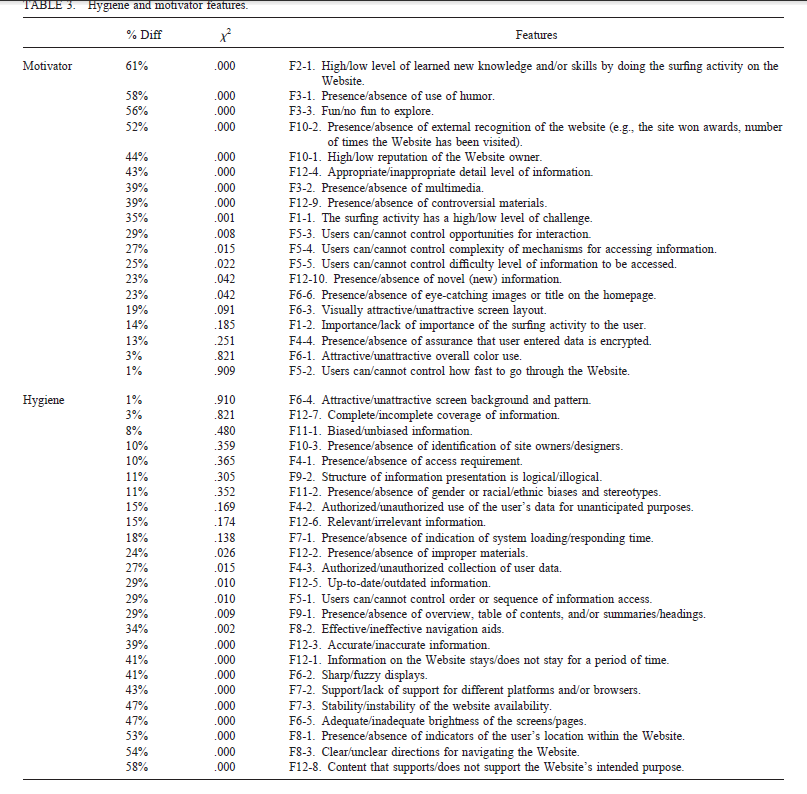 TABLE 3. Hygiene and motivator features.
% Diff χ² Features
Motivator 61% .000 F2-1. High/low level of learned new knowledge and/or skills by doing the surfing activity on the
Website.
58% .000 F3-1. Presence/absence of use of humor.
56% .000 F3-3. Fun/no fun to explore.
52% .000 F10-2. Presence/absence of external recognition of the website (e.g., the site won awards, number
of times the Website has been visited).
44% .000 F10-1. High/low reputation of the Website owner.
43% .000 F12-4. Appropriate/inappropriate detail level of information.
39% .000 F3-2. Presence/absence of multimedia.
39% .000 F12-9. Presence/absence of controversial materials.
35% .001 F1-1. The surfing activity has a high/low level of challenge.
29% .008 F5-3. Users can/cannot control opportunities for interaction.
27% .015 F5-4. Users can/cannot control complexity of mechanisms for accessing information.
25% .022 F5-5. Users can/cannot control difficulty level of information to be accessed.
23% .042 F12-10. Presence/absence of novel (new) information.
23% .042 F6-6. Presence/absence of eye-catching images or title on the homepage.
19% .091 F6-3. Visually attractive/unattractive screen layout.
14% .185 F1-2. Importance/lack of importance of the surfing activity to the user.
13% .251 F4-4. Presence/absence of assurance that user entered data is encrypted.
3% .821 F6-1. Attractive/unattractive overall color use.
1% .909 F5-2. Users can/cannot control how fast to go through the Website.
Hygiene 1% .910 F6-4. Attractive/unattractive screen background and pattern.
3% .821 F12-7. Complete/incomplete coverage of information.
8% .480 F11-1. Biased/unbiased information.
10% .359 F10-3. Presence/absence of identification of site owners/designers.
10% .365 F4-1. Presence/absence of access requirement.
11% .305 F9-2. Structure of information presentation is logical/illogical.
11% .352 F11-2. Presence/absence of gender or racial/ethnic biases and stereotypes.
15% .169 F4-2. Authorized/unauthorized use of the user's data for unanticipated purposes.
15% .174 F12-6. Relevant/irrelevant information.
18% .138 F7-1. Presence/absence of indication of system loading/responding time.
24% .026 F12-2. Presence/absence of improper materials.
27% .015 F4-3. Authorized/unauthorized collection of user data.
29% .010 F12-5. Up-to-date/outdated information.
29% .010 F5-1. Users can/cannot control order or sequence of information access.
29% .009 F9-1. Presence/absence of overview, table of contents, and/or summaries/headings.
34% .002 F8-2. Effective/ineffective navigation aids.
39% .000 F12-3. Accurate/inaccurate information.
41% .000 F12-1. Information on the Website stays/does not stay for a period of time.
41% .000 F6-2. Sharp/fuzzy displays.
43% .000 F7-2. Support/lack of support for different platforms and/or browsers.
47% .000 F7-3. Stability/instability of the website availability.
47% .000 F6-5. Adequate/inadequate brightness of the screens/pages.
53% .000 F8-1. Presence/absence of indicators of the user's location within the Website.
54% .000 F8-3. Clear/unclear directions for navigating the Website.
58% .000 F12-8. Content that supports/does not support the Website's intended purpose.